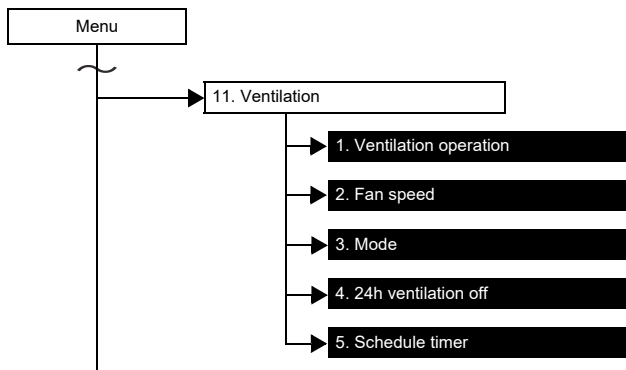 Menu
11. Ventilation
1. Ventilation operation
2. Fan speed
3. Mode
4. 24h ventilation off
5. Schedule timer